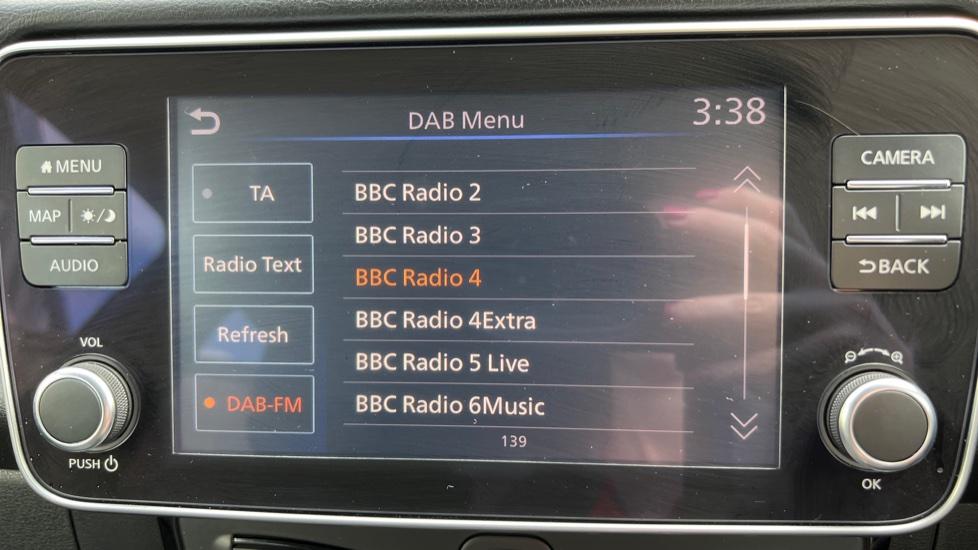 DAB Menu
3:38
MENU
MAP
AUDIO
VOL
PUSH
TA
Radio Text
Refresh
DAB-FM
BBC Radio 2
BBC Radio 3
BBC Radio 4
BBC Radio 4Extra
BBC Radio 5 Live
BBC Radio 6Music
139
CAMERA
BACK
OK